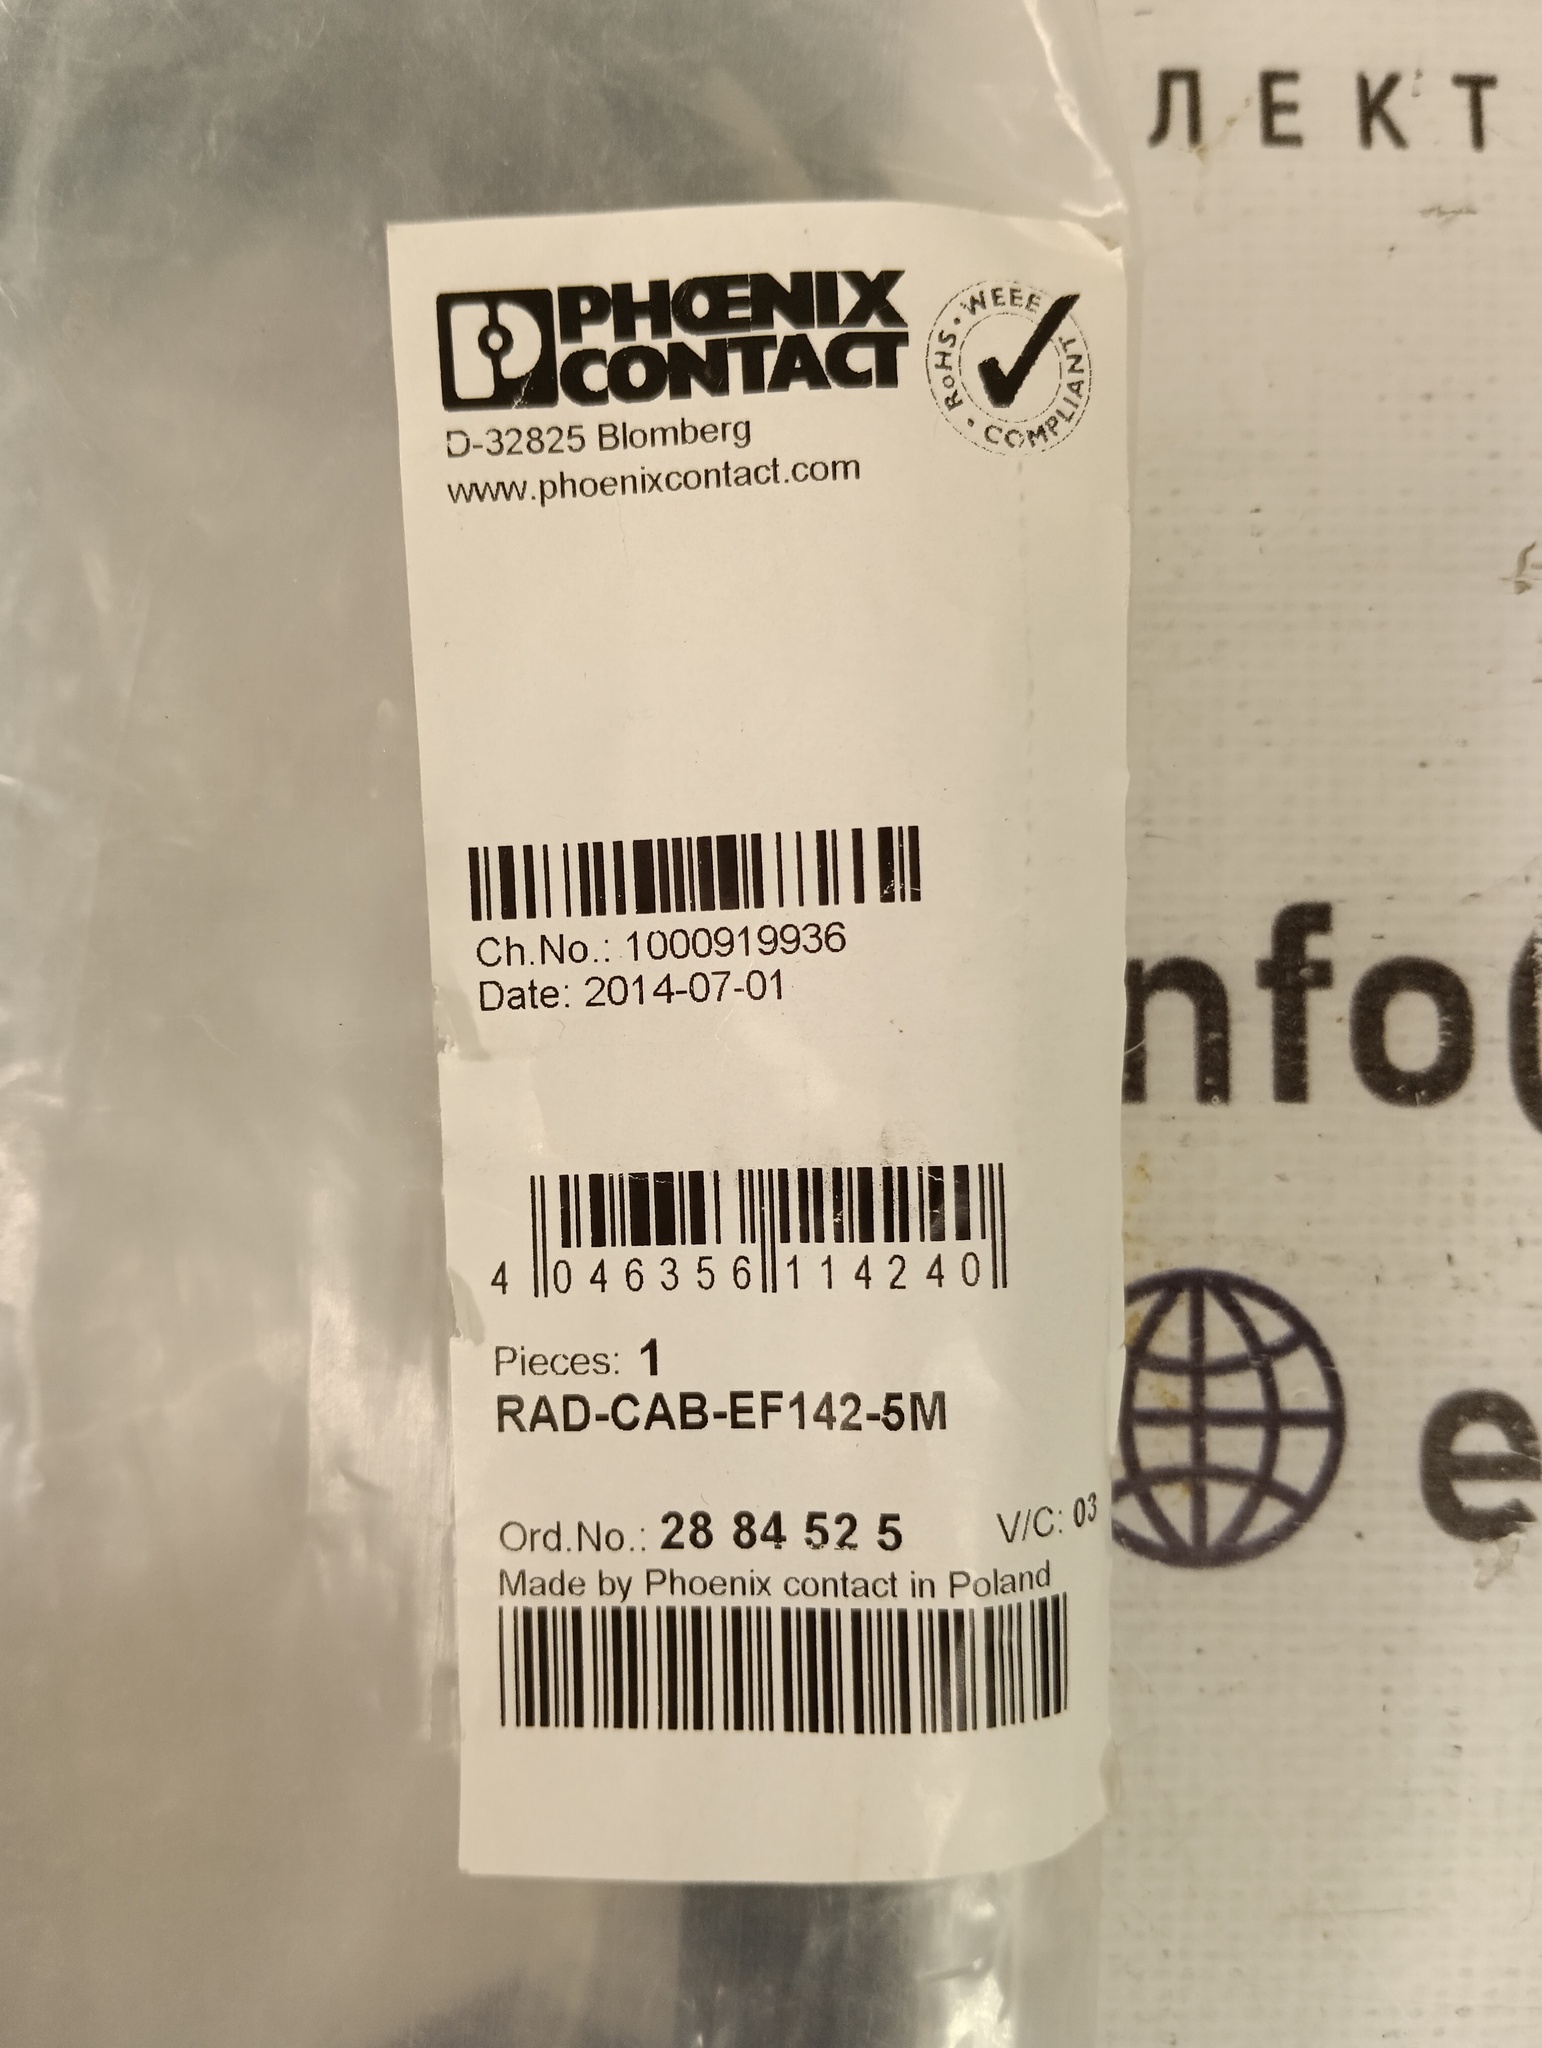 ЛЕКТ
PHŒNIX
CONTACT
WEEE • RoHS • COMPLIANT
D-32825 Blomberg
www.phoenixcontact.com
Ch.No.: 1000919936
Date: 2014-07-01
nfo
4 046356 114240
Pieces: 1
RAD-CAB-EF142-5M
e
Ord.No.: 28 84 52 5 V/C: 03
Made by Phoenix contact in Poland